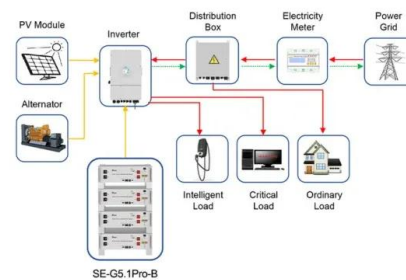 PV Module
Inverter
Distribution
Box
Electricity
Meter
Power
Grid
Alternator
Intelligent
Load
Critical
Load
Ordinary
Load
SE-G5.1Pro-B